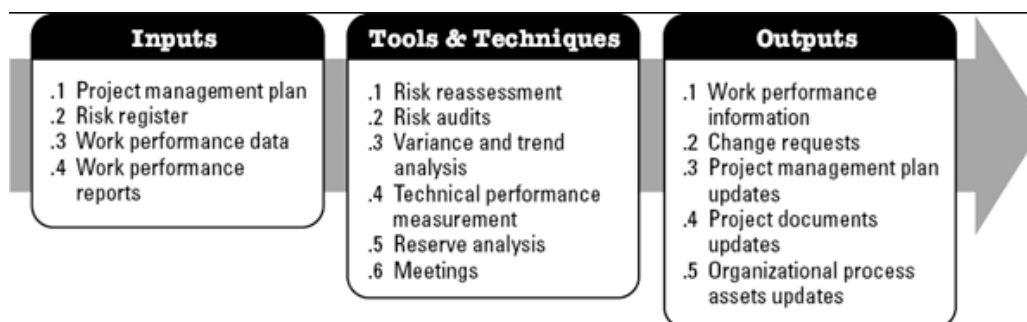 Inputs
.1 Project management plan
.2 Risk register
.3 Work performance data
.4 Work performance
reports
Tools & Techniques
.1 Risk reassessment
.2 Risk audits
.3 Variance and trend
analysis
.4 Technical performance
measurement
.5 Reserve analysis
.6 Meetings
Outputs
.1 Work performance
information
.2 Change requests
.3 Project management plan
updates
.4 Project documents
updates
.5 Organizational process
assets updates